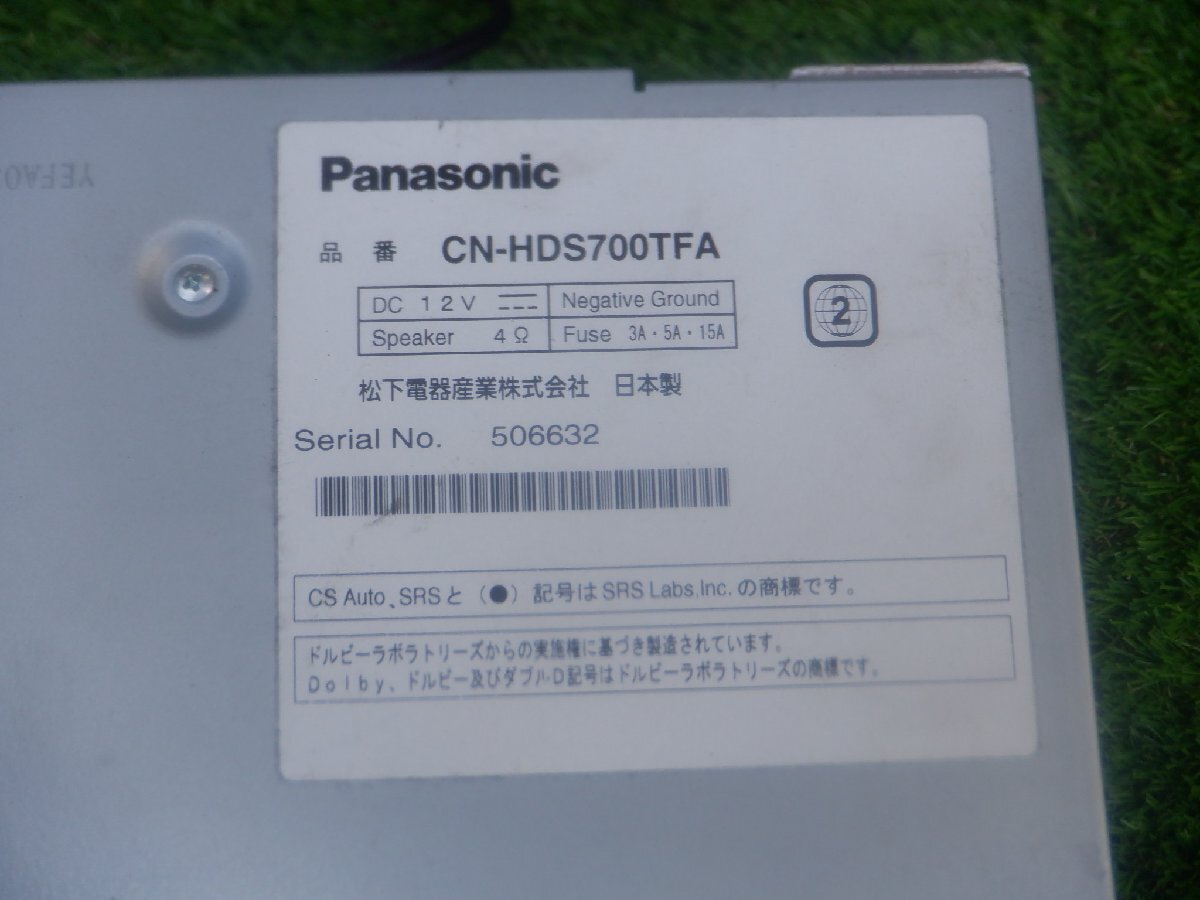 YEFA0
Panasonic
品 番 CN-HDS700TFA
DC 12V Negative Ground
Speaker 4Ω Fuse 3A・5A・15A
2
松下電器産業株式会社 日本製
Serial No. 506632
CS Auto、SRSと（●）記号はSRS Labs,Inc.の商標です。
ドルビーラボラトリーズからの実施権に基づき製造されています。
Dolby、ドルビー及びダブルD記号はドルビーラボラトリーズの商標です。